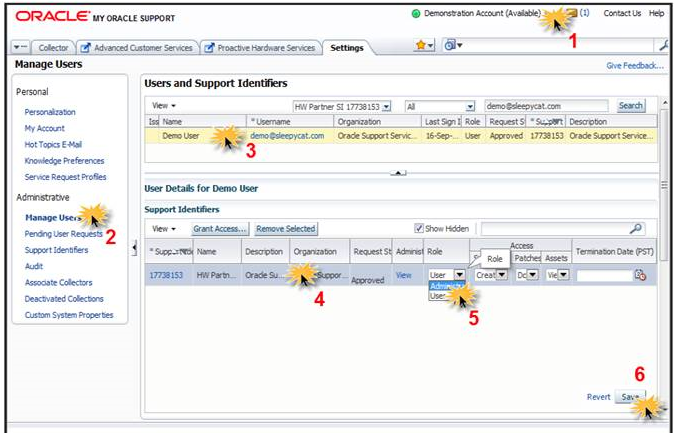 ORACLE MY ORACLE SUPPORT
Demonstration Account (Available) (1) Contact Us Help
1
Collector Advanced Customer Services Proactive Hardware Services Settings
Manage Users
Give Feedback...
Personal
Personalization
My Account
Hot Topics E-Mail
Knowledge Preferences
Service Request Profiles
Administrative
Manage Users
2
Pending User Requests
Support Identifiers
Audit
Associate Collectors
Deactivated Collections
Custom System Properties
Users and Support Identifiers
View HW Partner SI 17738153 All demo@sleepycat.com Search
Iss Name * Username Organization Last Sign I Role Request S * Support Description
Demo User demo@sleepycat.com Oracle Support Servic... 16-Sep-... User Approved 17738153 Oracle Support Service...
3
User Details for Demo User
Support Identifiers
View Grant Access... Remove Selected Show Hidden
Access
* Supp Name Description Organization Request St Administ Role Role Patches Assets Termination Date (PST)
17738153 HW Partn... Oracle Su... Suppor... Approved View User Creat Dc Vie
Administ
User
4
5
6
Revert Save